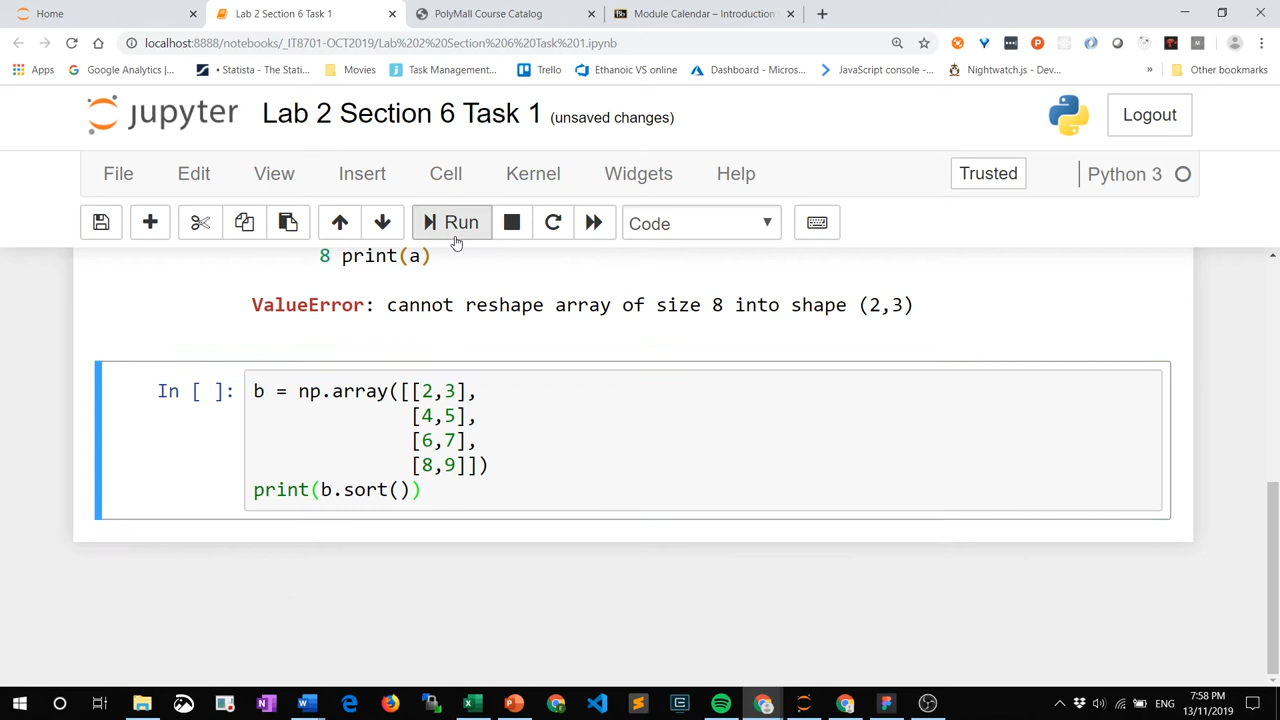 Home
Lab 2 Section 6 Task 1
PolyMall Course Catalog
Module Calendar – Introduction
localhost:8888/notebooks/_IT8701-OCT2019/Lab%202%20Section%206%20Task%201.ipynb
Apps
Google Analytics |...
• Statista - The Stati...
Movies
Task Management...
Trello
Ethanoic VS online
Dashboard - Micros...
JavaScript console -...
Nightwatch.js - Dev...
»
Other bookmarks
jupyter
Lab 2 Section 6 Task 1 (unsaved changes)
Logout
File Edit View Insert Cell Kernel Widgets Help
Trusted
Python 3
Run
Code
8 print(a)
ValueError: cannot reshape array of size 8 into shape (2,3)
In [ ]:
b = np.array([[2,3],
[4,5],
[6,7],
[8,9]])
print(b.sort())
ENG
7:58 PM
13/11/2019